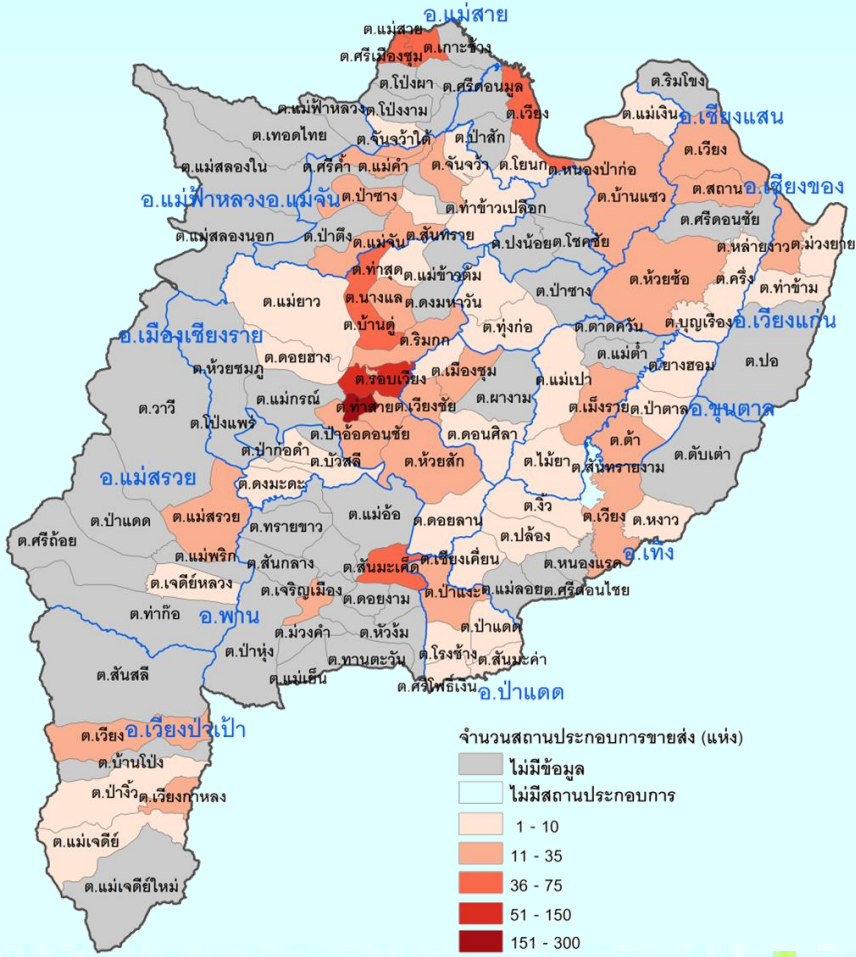 อ.แม่สาย
ต.แม่สาย
ต.ศรีเมืองชุม ต.เกาะช้าง
ต.โป่งผา ต.ศรีดอนมูล
ต.ริมโขง
ต.แม่ฟ้าหลวง ต.โป่งงาม
ต.เวียง
ต.แม่เงิน อ.เชียงแสน
ต.เทอดไทย
ต.จันจว้าใต้ ต.ป่าสัก
ต.เวียง
ต.แม่สลองใน ต.ศรีค้ำ ต.แม่คำ ต.จันจว้า ต.โยนก ต.หนองป่าก่อ
อ.แม่ฟ้าหลวง อ.แม่จัน ต.ป่าซาง
ต.บ้านแซว ต.สถาน อ.เชียงของ
ต.ท่าข้าวเปลือก
ต.ศรีดอนชัย
ต.แม่สลองนอก ต.ป่าตึง ต.แม่จัน ต.สันทราย ต.ปงน้อย ต.โชคชัย
ต.หล่ายงาว ต.ม่วงยาย
ต.ท่าสุด ต.แม่ข้าวต้ม
ต.ห้วยซ้อ ต.ครึ่ง
ต.ท่าข้าม
ต.แม่ยาว ต.นางแล ต.ดงมหาวัน ต.ป่าซาง
อ.เมืองเชียงราย ต.บ้านดู่ ต.ทุ่งก่อ ต.ตาดควัน ต.บุญเรือง อ.เวียงแก่น
ต.ริมกก
ต.ดอยฮาง
ต.แม่ต๋ำ
ต.ห้วยชมภู ต.รอบเวียง ต.เมืองชุม ต.แม่เปา ต.ยางฮอม ต.ปอ
ต.วาวี ต.แม่กรณ์ ต.ท่าสาย ต.เวียงชัย ต.ผางาม ต.เม็งราย ต.ป่าตาล อ.ขุนตาล
ต.โป่งแพร่
ต.ป่าอ้อดอนชัย ต.ดอนศิลา ต.ต้า
ต.ป่าก่อดำ ต.บัวสลี ต.ห้วยสัก ต.ไม้ยา ต.สันทรายงาม ต.ตับเต่า
อ.แม่สรวย ต.ดงมะดะ
ต.ป่าแดด ต.แม่สรวย ต.ทรายขาว ต.แม่อ้อ ต.ดอยลาน ต.งิ้ว ต.เวียง ต.หงาว
ต.ศรีถ้อย
ต.ปล้อง
ต.แม่พริก ต.สันกลาง ต.สันมะเค็ด ต.เชียงเคี่ยน ต.หนองแรด อ.เทิง
ต.เจดีย์หลวง ต.เจริญเมือง ต.ป่าแงะ ต.แม่ลอย ต.ศรีดอนไชย
ต.ดอยงาม
ต.ท่าก๊อ อ.พาน
ต.ม่วงคำ ต.หัวง้ม ต.ป่าแดด
ต.ป่าหุ่ง ต.ทานตะวัน ต.โรงช้าง ต.สันมะค่า
ต.สันสลี ต.แม่เย็น ต.ศรีโพธิ์เงิน อ.ป่าแดด
ต.เวียง อ.เวียงป่าเป้า
ต.บ้านโป่ง
ต.ป่างิ้ว ต.เวียงกาหลง
ต.แม่เจดีย์
ต.แม่เจดีย์ใหม่
จำนวนสถานประกอบการขายส่ง (แห่ง)
ไม่มีข้อมูล
ไม่มีสถานประกอบการ
1 - 10
11 - 35
36 - 75
51 - 150
151 - 300